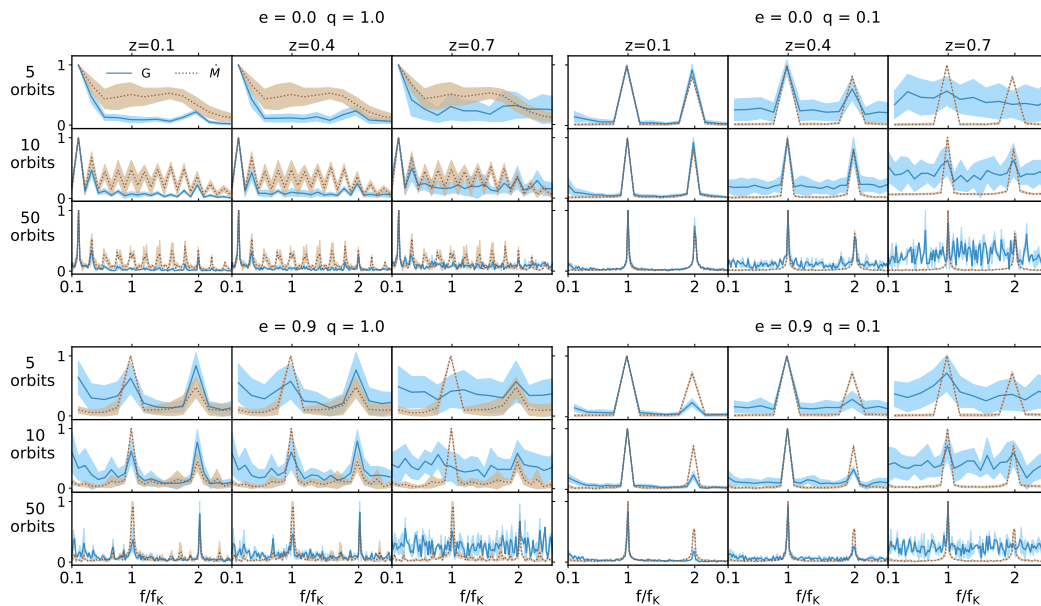 e = 0.0 q = 1.0
e = 0.0 q = 0.1
z=0.1 z=0.4 z=0.7 z=0.1 z=0.4 z=0.7
5 orbits
1
0
G
Ṁ
10 orbits
1
0
50 orbits
1
0
0.1 1 2 0.1 1 2 0.1 1 2 0.1 1 2 0.1 1 2 0.1 1 2
e = 0.9 q = 1.0
e = 0.9 q = 0.1
5 orbits
1
0
10 orbits
1
0
50 orbits
1
0
0.1 1 2 0.1 1 2 0.1 1 2 0.1 1 2 0.1 1 2 0.1 1 2
f/fK f/fK f/fK f/fK f/fK f/fK